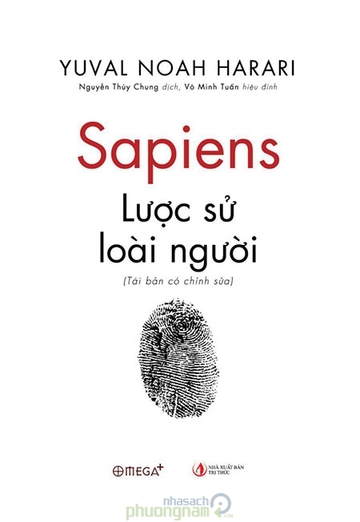 YUVAL NOAH HARARI
Nguyễn Thủy Chung dịch, Võ Minh Tuấn hiệu đính
Sapiens
Lược sử
loài người
(Tái bản có chỉnh sửa)
OMEGA+
NHÀ XUẤT BẢN
TRI THỨC
nhasach
phuongnam.com